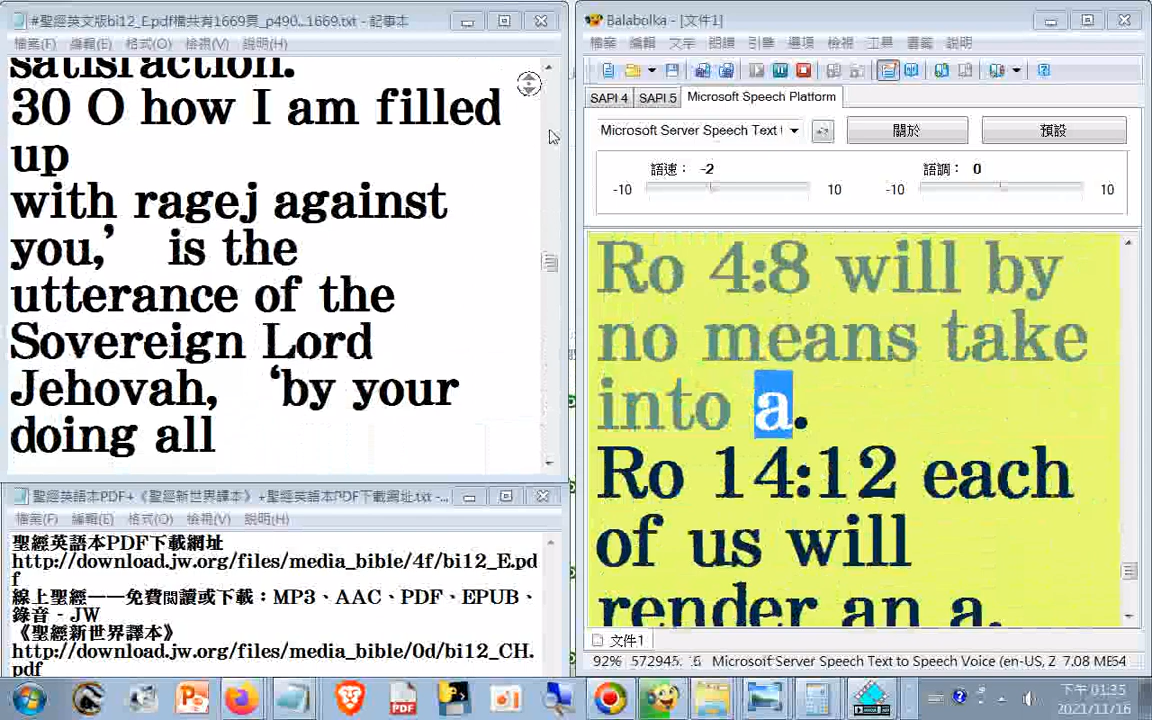 #聖經英文版bi12_E.pdf檔共有1669頁_p490...1669.txt - 記事本
檔案(F) 編輯(E) 格式(O) 檢視(V) 說明(H)
satisfaction.
30 O how I am filled
up
with ragej against
you,’ is the
utterance of the
Sovereign Lord
Jehovah, ‘by your
doing all
聖經英語本PDF+《聖經新世界譯本》+聖經英語本PDF下載網址.txt -...
檔案(F) 編輯(E) 格式(O) 檢視(V) 說明(H)
聖經英語本PDF下載網址
http://download.jw.org/files/media_bible/4f/bi12_E.pd
f
線上聖經——免費閱讀或下載：MP3、AAC、PDF、EPUB、
錄音 - JW
《聖經新世界譯本》
http://download.jw.org/files/media_bible/0d/bi12_CH.
pdf
Balabolka - [文件1]
檔案 編輯 文字 朗讀 引擎 選項 檢視 工具 書籤 說明
SAPI 4 SAPI 5 Microsoft Speech Platform
Microsoft Server Speech Text 關於 預設
語速： -2 語調： 0
-10 10 -10 10
Ro 4:8 will by
no means take
into a.
Ro 14:12 each
of us will
render an a.
文件1
92% Microsoft Server Speech Text to Speech Voice (en-US, Z 7.08 MB
下午 01:35
2021/11/16